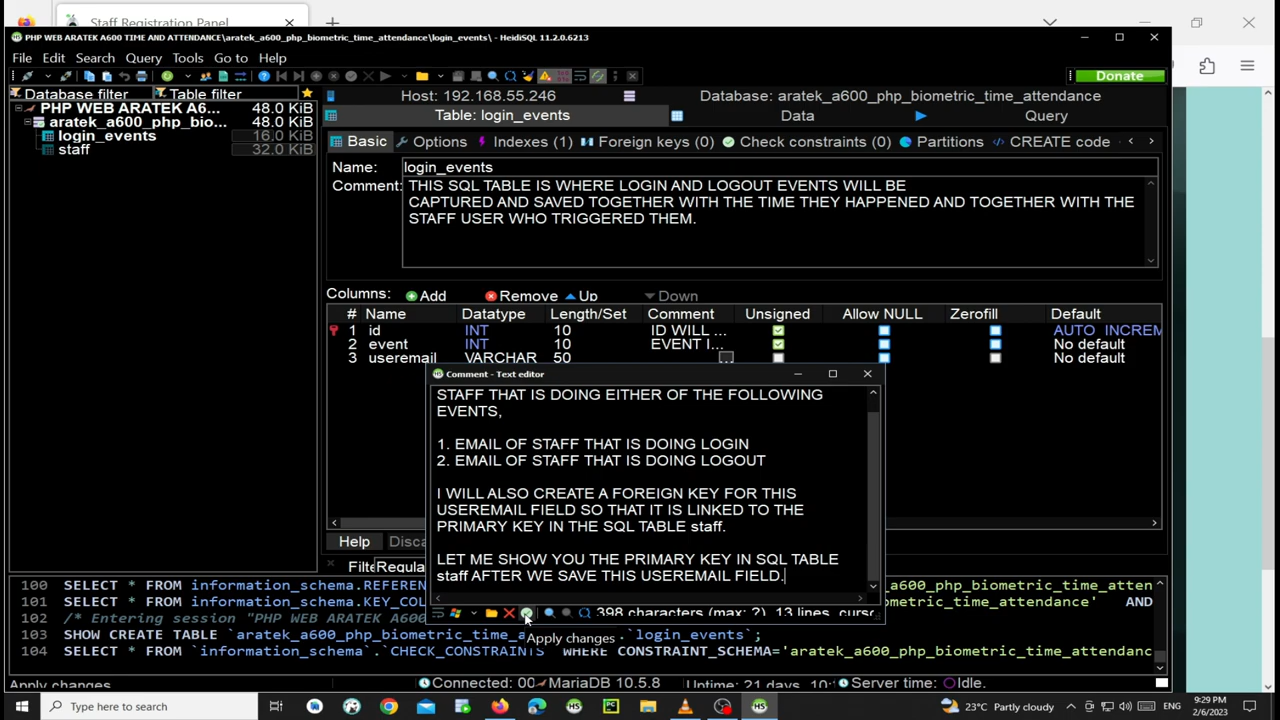 Staff Registration Panel
PHP WEB ARATEK A600 TIME AND ATTENDANCE\aratek_a600_php_biometric_time_attendance\login_events\ - HeidiSQL 11.2.0.6213
File Edit Search Query Tools Go to Help
Donate
Database filter Table filter
Host: 192.168.55.246 Database: aratek_a600_php_biometric_time_attendance
PHP WEB ARATEK A6... 48.0 KiB
Table: login_events Data Query
aratek_a600_php_bio... 48.0 KiB
login_events 16.0 KiB
Basic Options Indexes (1) Foreign keys (0) Check constraints (0) Partitions CREATE code
staff 32.0 KiB
Name: login_events
Comment: THIS SQL TABLE IS WHERE LOGIN AND LOGOUT EVENTS WILL BE
CAPTURED AND SAVED TOGETHER WITH THE TIME THEY HAPPENED AND TOGETHER WITH THE
STAFF USER WHO TRIGGERED THEM.
Columns: Add Remove Up Down
# Name Datatype Length/Set Comment Unsigned Allow NULL Zerofill Default
1 id INT 10 ID WILL ... AUTO_INCREM
2 event INT 10 EVENT I... No default
3 useremail VARCHAR 50 ... No default
Comment - Text editor
STAFF THAT IS DOING EITHER OF THE FOLLOWING
EVENTS,
1. EMAIL OF STAFF THAT IS DOING LOGIN
2. EMAIL OF STAFF THAT IS DOING LOGOUT
I WILL ALSO CREATE A FOREIGN KEY FOR THIS
USEREMAIL FIELD SO THAT IT IS LINKED TO THE
PRIMARY KEY IN THE SQL TABLE staff.
LET ME SHOW YOU THE PRIMARY KEY IN SQL TABLE
staff AFTER WE SAVE THIS USEREMAIL FIELD.
398 characters (max: ?), 13 lines, curso
Apply changes
Help Disca
Filte Regula
100 SELECT * FROM information_schema.REFEREN a600_php_biometric_time_atten
101 SELECT * FROM information_schema.KEY_COL a600_php_biometric_time_attendance' AND
102 /* Entering session "PHP WEB ARATEK A600
103 SHOW CREATE TABLE `aratek_a600_php_biometric_time_a .`login_events`;
104 SELECT * FROM `information_schema`.`CHECK_CONSTRAINTS` WHERE CONSTRAINT_SCHEMA='aratek_a600_php_biometric_time_attendanc
Apply changes Connected: 00 MariaDB 10.5.8 Uptime: 21 days, 10: Server time: Idle.
Type here to search
23°C Partly cloudy ENG 9:29 PM
2/6/2023